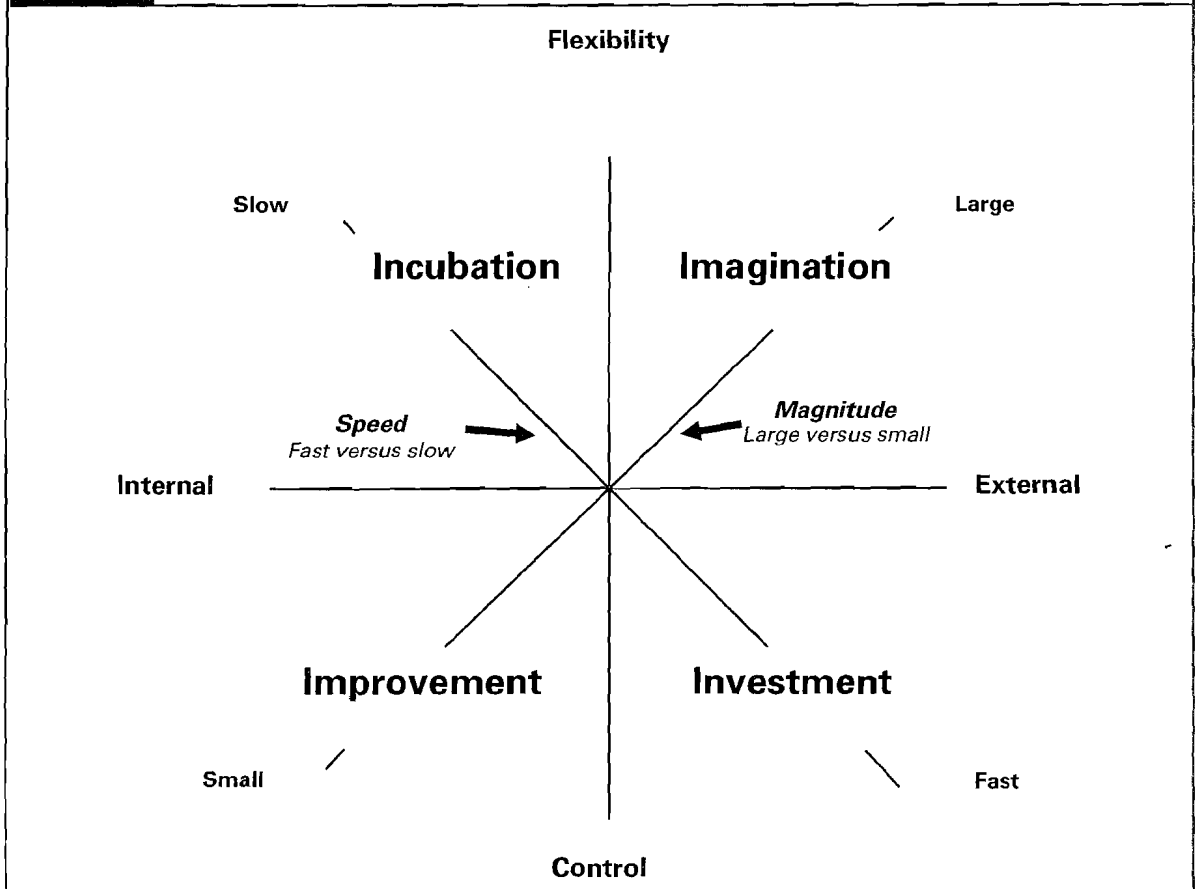 Flexibility
Slow
Large
Incubation
Imagination
Speed
Fast versus slow
Magnitude
Large versus small
Internal
External
Improvement
Investment
Small
Fast
Control